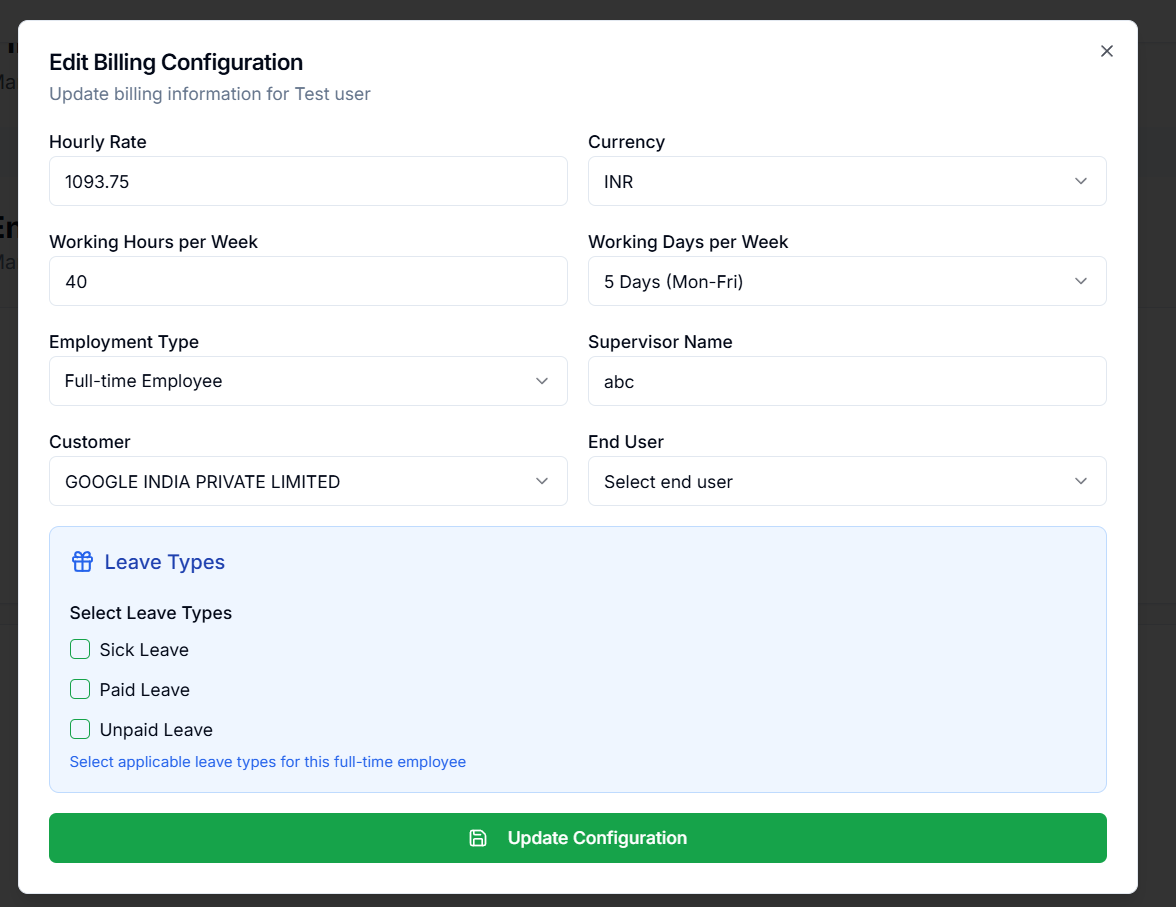 Edit Billing Configuration
Update billing information for Test user
Hourly Rate
1093.75
Currency
INR
Working Hours per Week
40
Working Days per Week
5 Days (Mon-Fri)
Employment Type
Full-time Employee
Supervisor Name
abc
Customer
GOOGLE INDIA PRIVATE LIMITED
End User
Select end user
Leave Types
Select Leave Types
Sick Leave
Paid Leave
Unpaid Leave
Select applicable leave types for this full-time employee
Update Configuration